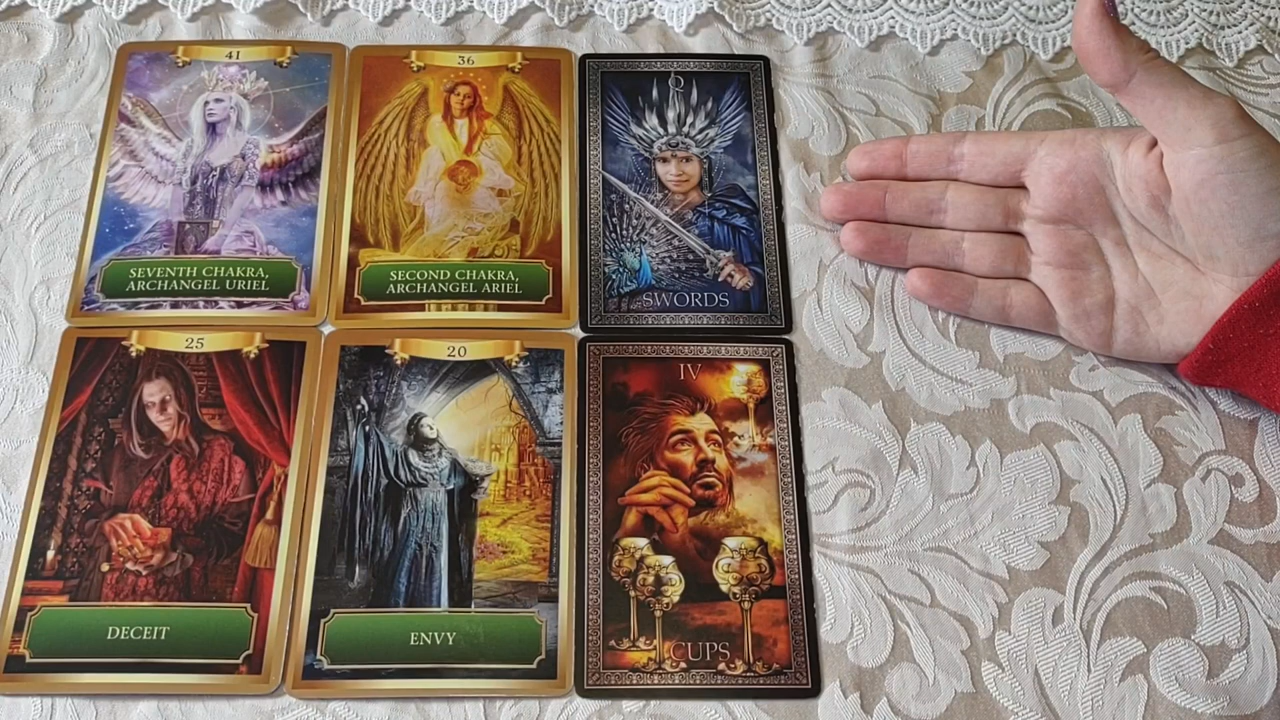 41
SEVENTH CHAKRA,
ARCHANGEL URIEL
36
SECOND CHAKRA,
ARCHANGEL ARIEL
Q
SWORDS
25
DECEIT
20
ENVY
IV
CUPS